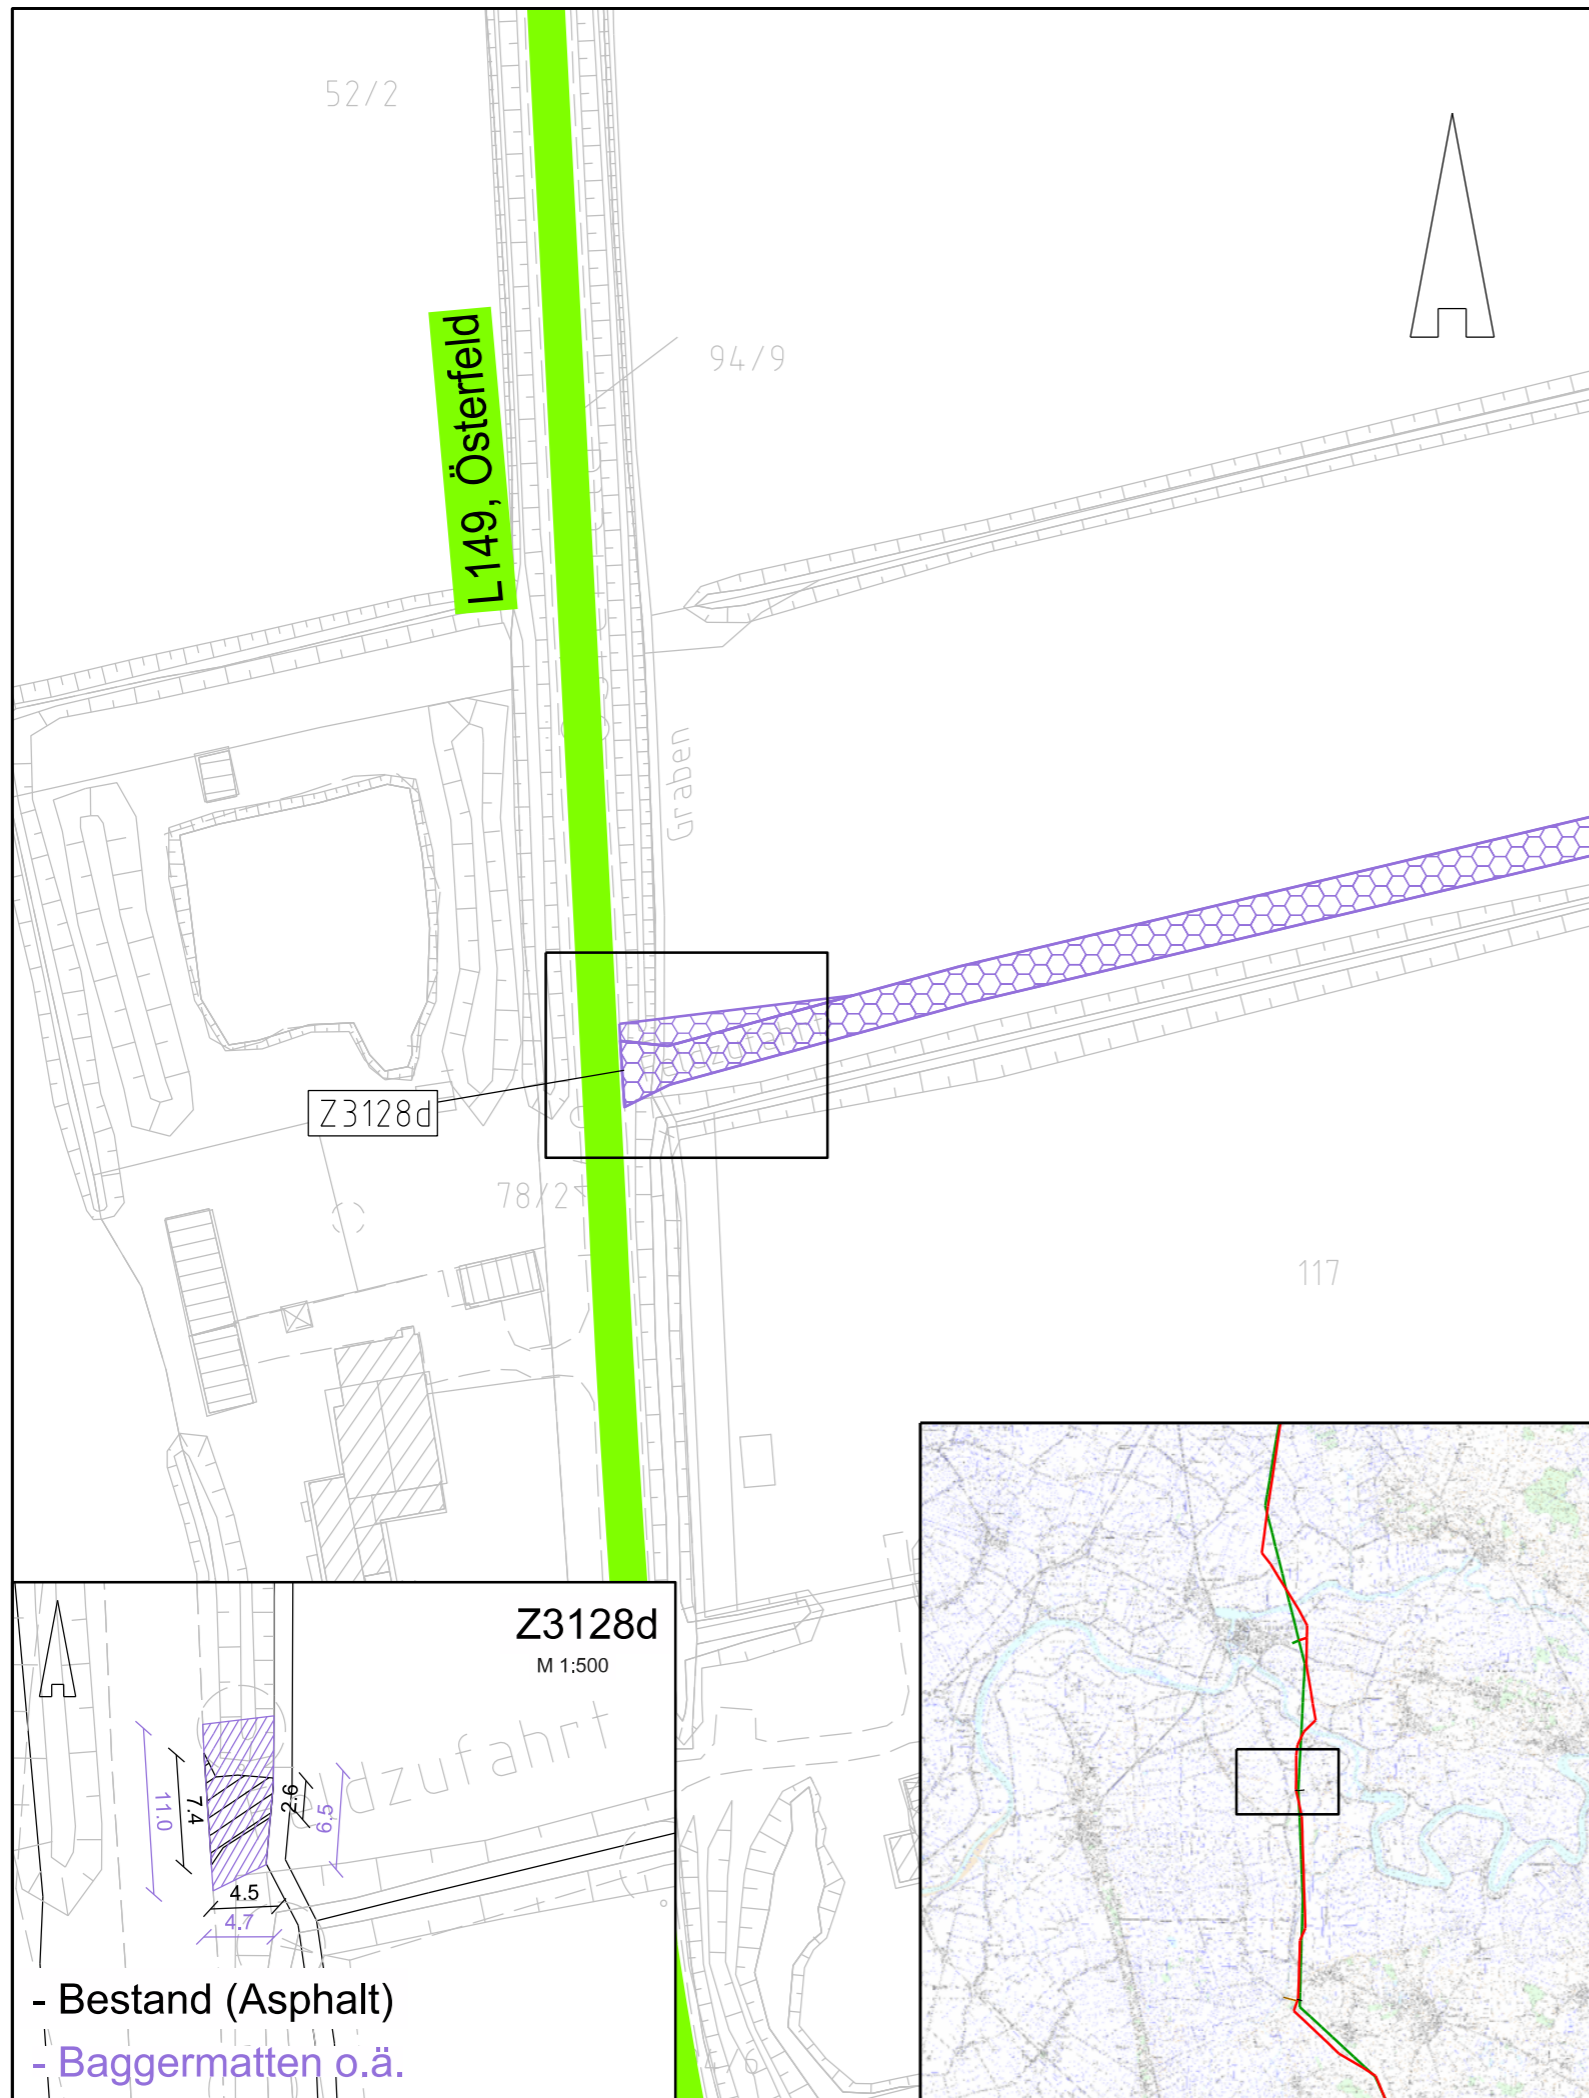 52/2
94/9
L149, Österfeld
Graben
Z3128d
78/2
117
Z3128d
M 1:500
11.0
7.4
2.6
6.5
4.5
4.7
- Bestand (Asphalt)
- Baggermatten o.ä.